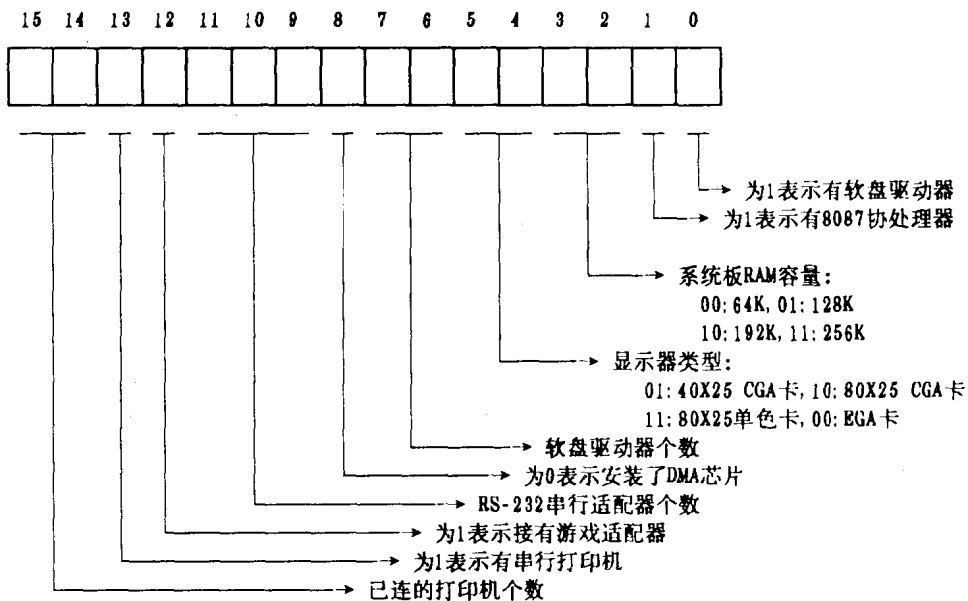 15 14 13 12 11 10 9 8 7 6 5 4 3 2 1 0
为1表示有软盘驱动器
为1表示有8087协处理器
系统板RAM容量:
00:64K,01:128K
10:192K,11:256K
显示器类型:
01:40X25 CGA卡,10:80X25 CGA卡
11:80X25单色卡,00:EGA卡
软盘驱动器个数
为0表示安装了DMA芯片
RS-232串行适配器个数
为1表示接有游戏适配器
为1表示有串行打印机
已连的打印机个数